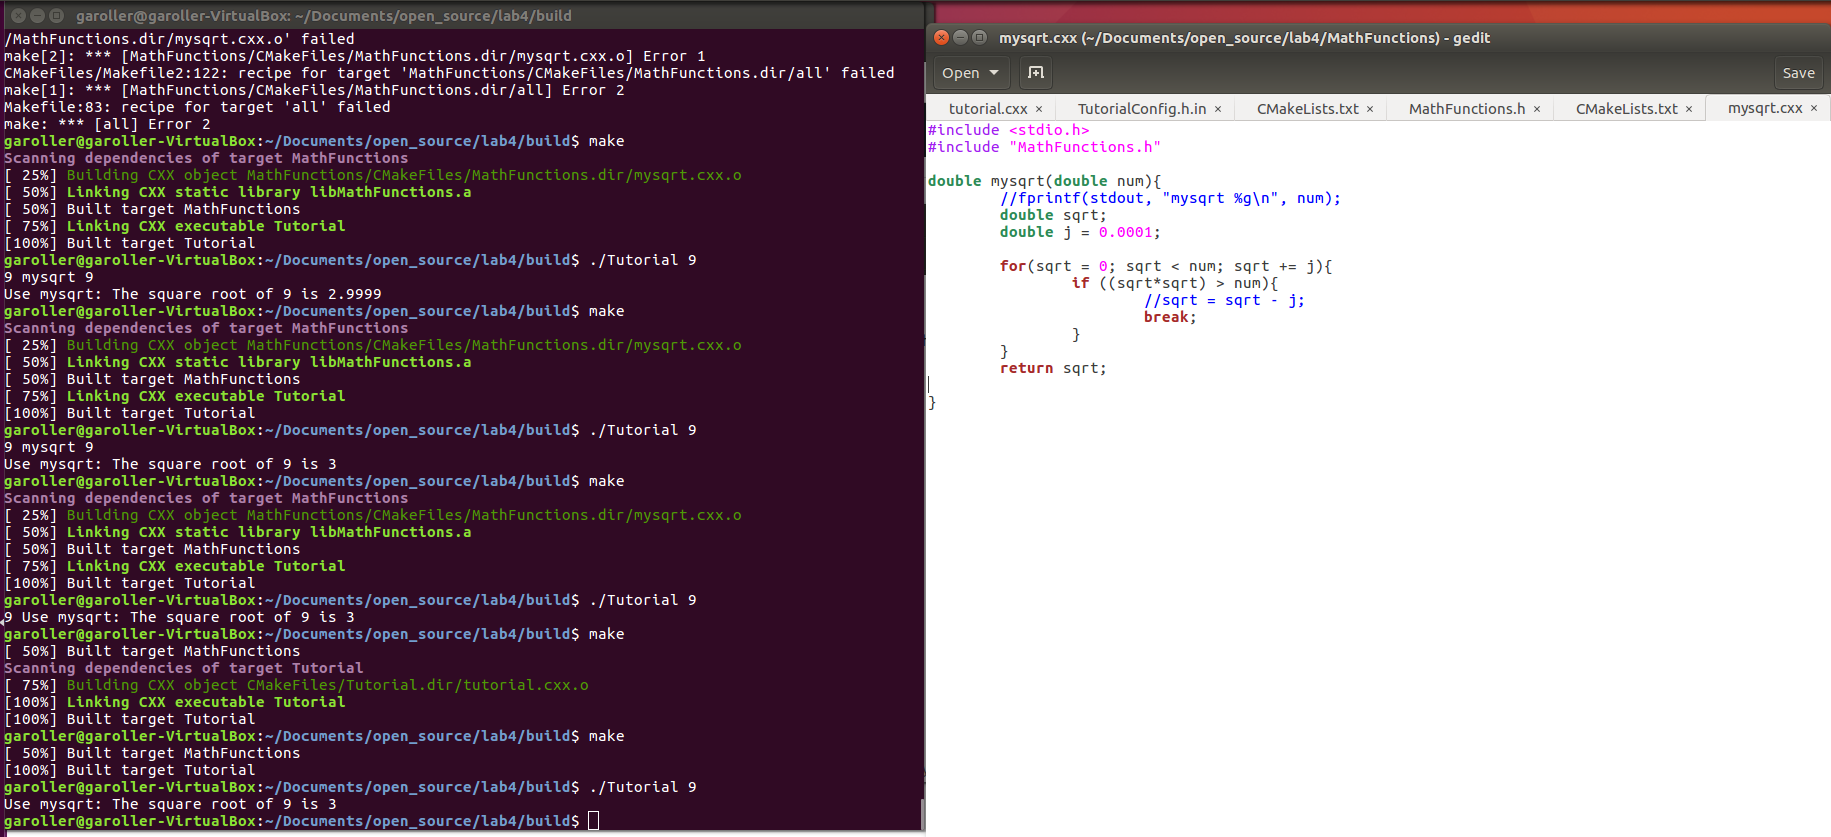 garoller@garoller-VirtualBox: ~/Documents/open_source/lab4/build
/MathFunctions.dir/mysqrt.cxx.o' failed
make[2]: *** [MathFunctions/CMakeFiles/MathFunctions.dir/mysqrt.cxx.o] Error 1
CMakeFiles/Makefile2:122: recipe for target 'MathFunctions/CMakeFiles/MathFunctions.dir/all' failed
make[1]: *** [MathFunctions/CMakeFiles/MathFunctions.dir/all] Error 2
Makefile:83: recipe for target 'all' failed
make: *** [all] Error 2
garoller@garoller-VirtualBox:~/Documents/open_source/lab4/build$ make
Scanning dependencies of target MathFunctions
[ 25%] Building CXX object MathFunctions/CMakeFiles/MathFunctions.dir/mysqrt.cxx.o
[ 50%] Linking CXX static library libMathFunctions.a
[ 50%] Built target MathFunctions
[ 75%] Linking CXX executable Tutorial
[100%] Built target Tutorial
garoller@garoller-VirtualBox:~/Documents/open_source/lab4/build$ ./Tutorial 9
9 mysqrt 9
Use mysqrt: The square root of 9 is 2.9999
garoller@garoller-VirtualBox:~/Documents/open_source/lab4/build$ make
Scanning dependencies of target MathFunctions
[ 25%] Building CXX object MathFunctions/CMakeFiles/MathFunctions.dir/mysqrt.cxx.o
[ 50%] Linking CXX static library libMathFunctions.a
[ 50%] Built target MathFunctions
[ 75%] Linking CXX executable Tutorial
[100%] Built target Tutorial
garoller@garoller-VirtualBox:~/Documents/open_source/lab4/build$ ./Tutorial 9
9 mysqrt 9
Use mysqrt: The square root of 9 is 3
garoller@garoller-VirtualBox:~/Documents/open_source/lab4/build$ make
Scanning dependencies of target MathFunctions
[ 25%] Building CXX object MathFunctions/CMakeFiles/MathFunctions.dir/mysqrt.cxx.o
[ 50%] Linking CXX static library libMathFunctions.a
[ 50%] Built target MathFunctions
[ 75%] Linking CXX executable Tutorial
[100%] Built target Tutorial
garoller@garoller-VirtualBox:~/Documents/open_source/lab4/build$ ./Tutorial 9
9 Use mysqrt: The square root of 9 is 3
garoller@garoller-VirtualBox:~/Documents/open_source/lab4/build$ make
[ 50%] Built target MathFunctions
Scanning dependencies of target Tutorial
[ 75%] Building CXX object CMakeFiles/Tutorial.dir/tutorial.cxx.o
[100%] Linking CXX executable Tutorial
[100%] Built target Tutorial
garoller@garoller-VirtualBox:~/Documents/open_source/lab4/build$ make
[ 50%] Built target MathFunctions
[100%] Built target Tutorial
garoller@garoller-VirtualBox:~/Documents/open_source/lab4/build$ ./Tutorial 9
Use mysqrt: The square root of 9 is 3
garoller@garoller-VirtualBox:~/Documents/open_source/lab4/build$
mysqrt.cxx (~/Documents/open_source/lab4/MathFunctions) - gedit
Open Save
tutorial.cxx × TutorialConfig.h.in × CMakeLists.txt × MathFunctions.h × CMakeLists.txt × mysqrt.cxx ×
#include <stdio.h>
#include "MathFunctions.h"
double mysqrt(double num){
//fprintf(stdout, "mysqrt %g\n", num);
double sqrt;
double j = 0.0001;
for(sqrt = 0; sqrt < num; sqrt += j){
if ((sqrt*sqrt) > num){
//sqrt = sqrt - j;
break;
}
}
return sqrt;
}